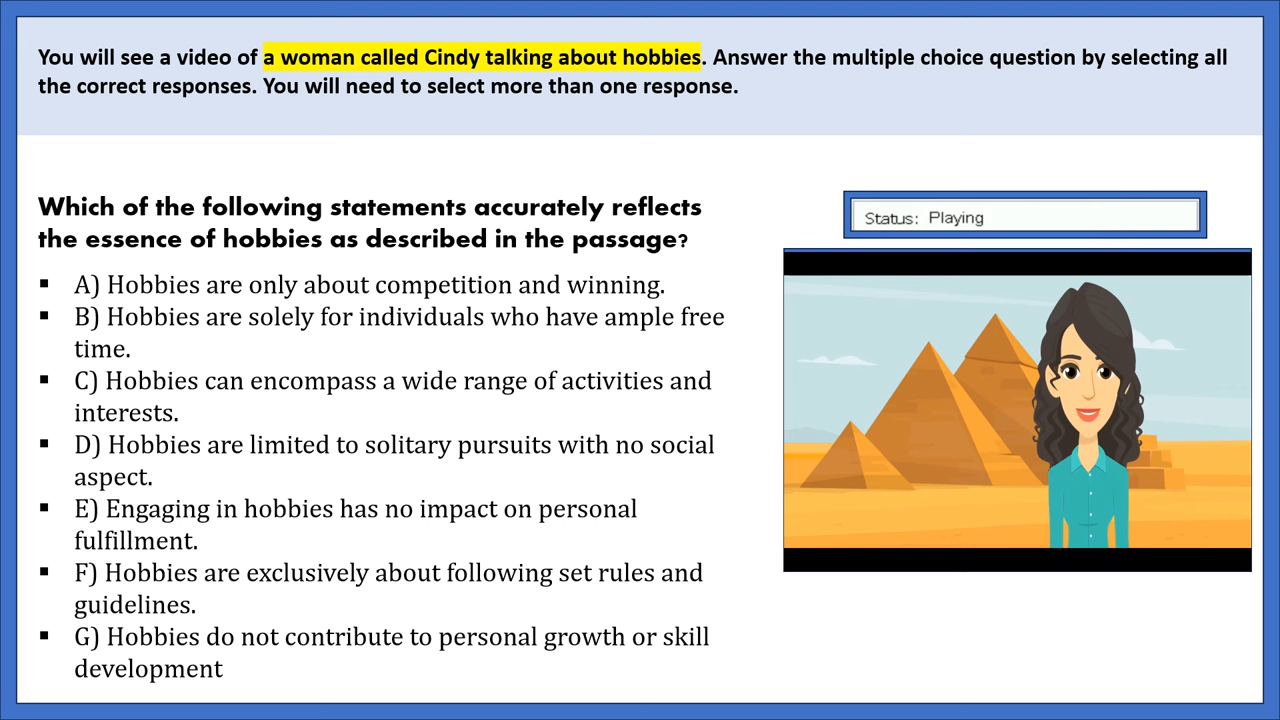 You will see a video of a woman called Cindy talking about hobbies. Answer the multiple choice question by selecting all
the correct responses. You will need to select more than one response.
Which of the following statements accurately reflects
the essence of hobbies as described in the passage?
Status: Playing
▪ A) Hobbies are only about competition and winning.
▪ B) Hobbies are solely for individuals who have ample free
time.
▪ C) Hobbies can encompass a wide range of activities and
interests.
▪ D) Hobbies are limited to solitary pursuits with no social
aspect.
▪ E) Engaging in hobbies has no impact on personal
fulfillment.
▪ F) Hobbies are exclusively about following set rules and
guidelines.
▪ G) Hobbies do not contribute to personal growth or skill
development